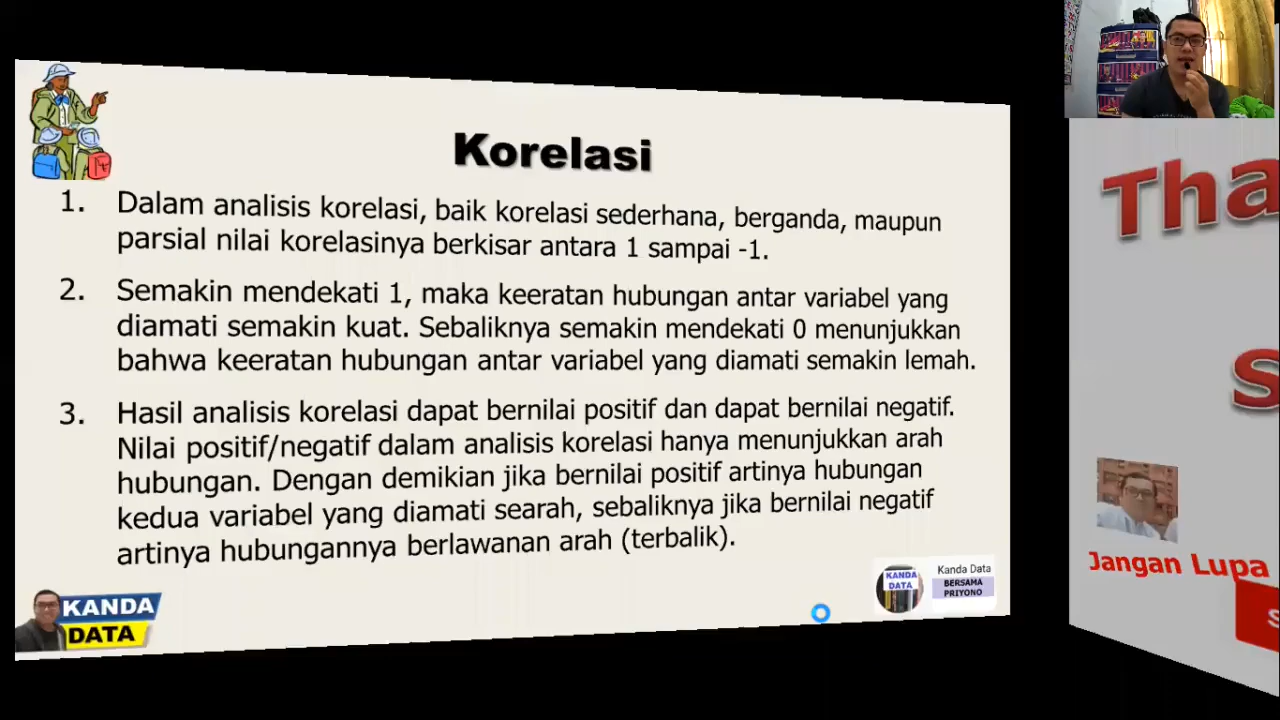 Korelasi
1. Dalam analisis korelasi, baik korelasi sederhana, berganda, maupun
parsial nilai korelasinya berkisar antara 1 sampai -1.
2. Semakin mendekati 1, maka keeratan hubungan antar variabel yang
diamati semakin kuat. Sebaliknya semakin mendekati 0 menunjukkan
bahwa keeratan hubungan antar variabel yang diamati semakin lemah.
3. Hasil analisis korelasi dapat bernilai positif dan dapat bernilai negatif.
Nilai positif/negatif dalam analisis korelasi hanya menunjukkan arah
hubungan. Dengan demikian jika bernilai positif artinya hubungan
kedua variabel yang diamati searah, sebaliknya jika bernilai negatif
artinya hubungannya berlawanan arah (terbalik).
KANDA
DATA
KANDA
DATA
Kanda Data
BERSAMA
PRIYONO
Tha
S
Jangan Lupa
S